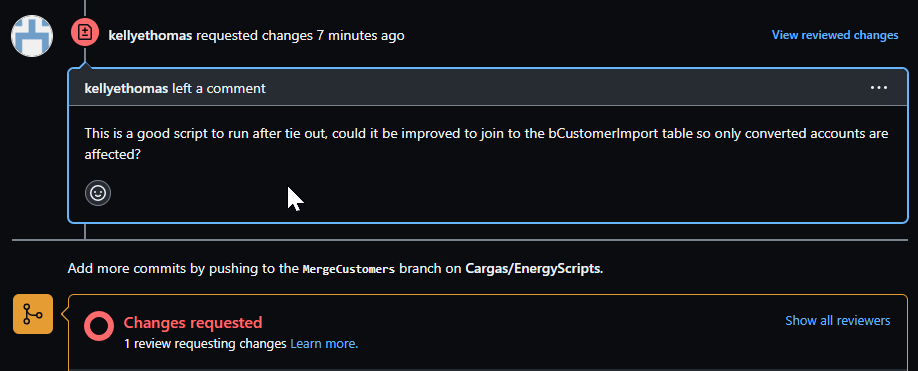 kellyethomas requested changes 7 minutes ago
View reviewed changes
kellyethomas left a comment
...
This is a good script to run after tie out, could it be improved to join to the bCustomerImport table so only converted accounts are
affected?
Add more commits by pushing to the MergeCustomers branch on Cargas/EnergyScripts.
Changes requested
Show all reviewers
1 review requesting changes Learn more.